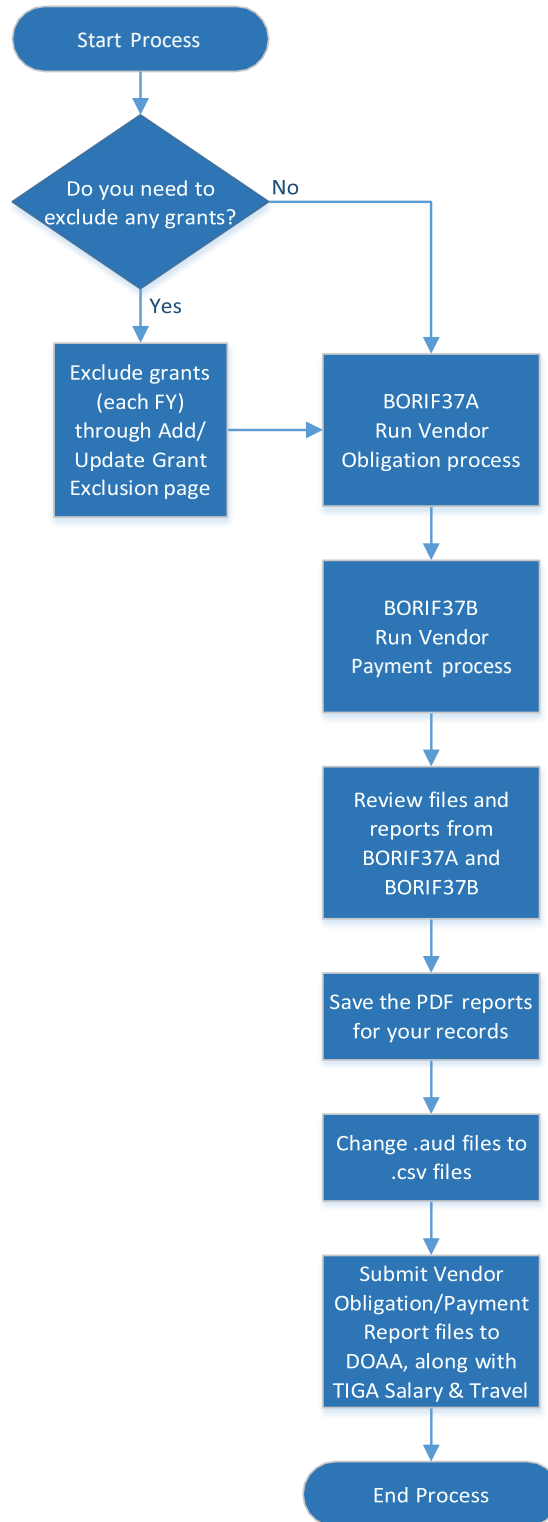 Start Process
Do you need to
exclude any grants?
No
Yes
Exclude grants
(each FY)
through Add/
Update Grant
Exclusion page
BORIF37A
Run Vendor
Obligation process
BORIF37B
Run Vendor
Payment process
Review files and
reports from
BORIF37A and
BORIF37B
Save the PDF reports
for your records
Change .aud files to
.csv files
Submit Vendor
Obligation/Payment
Report files to
DOAA, along with
TIGA Salary & Travel
End Process